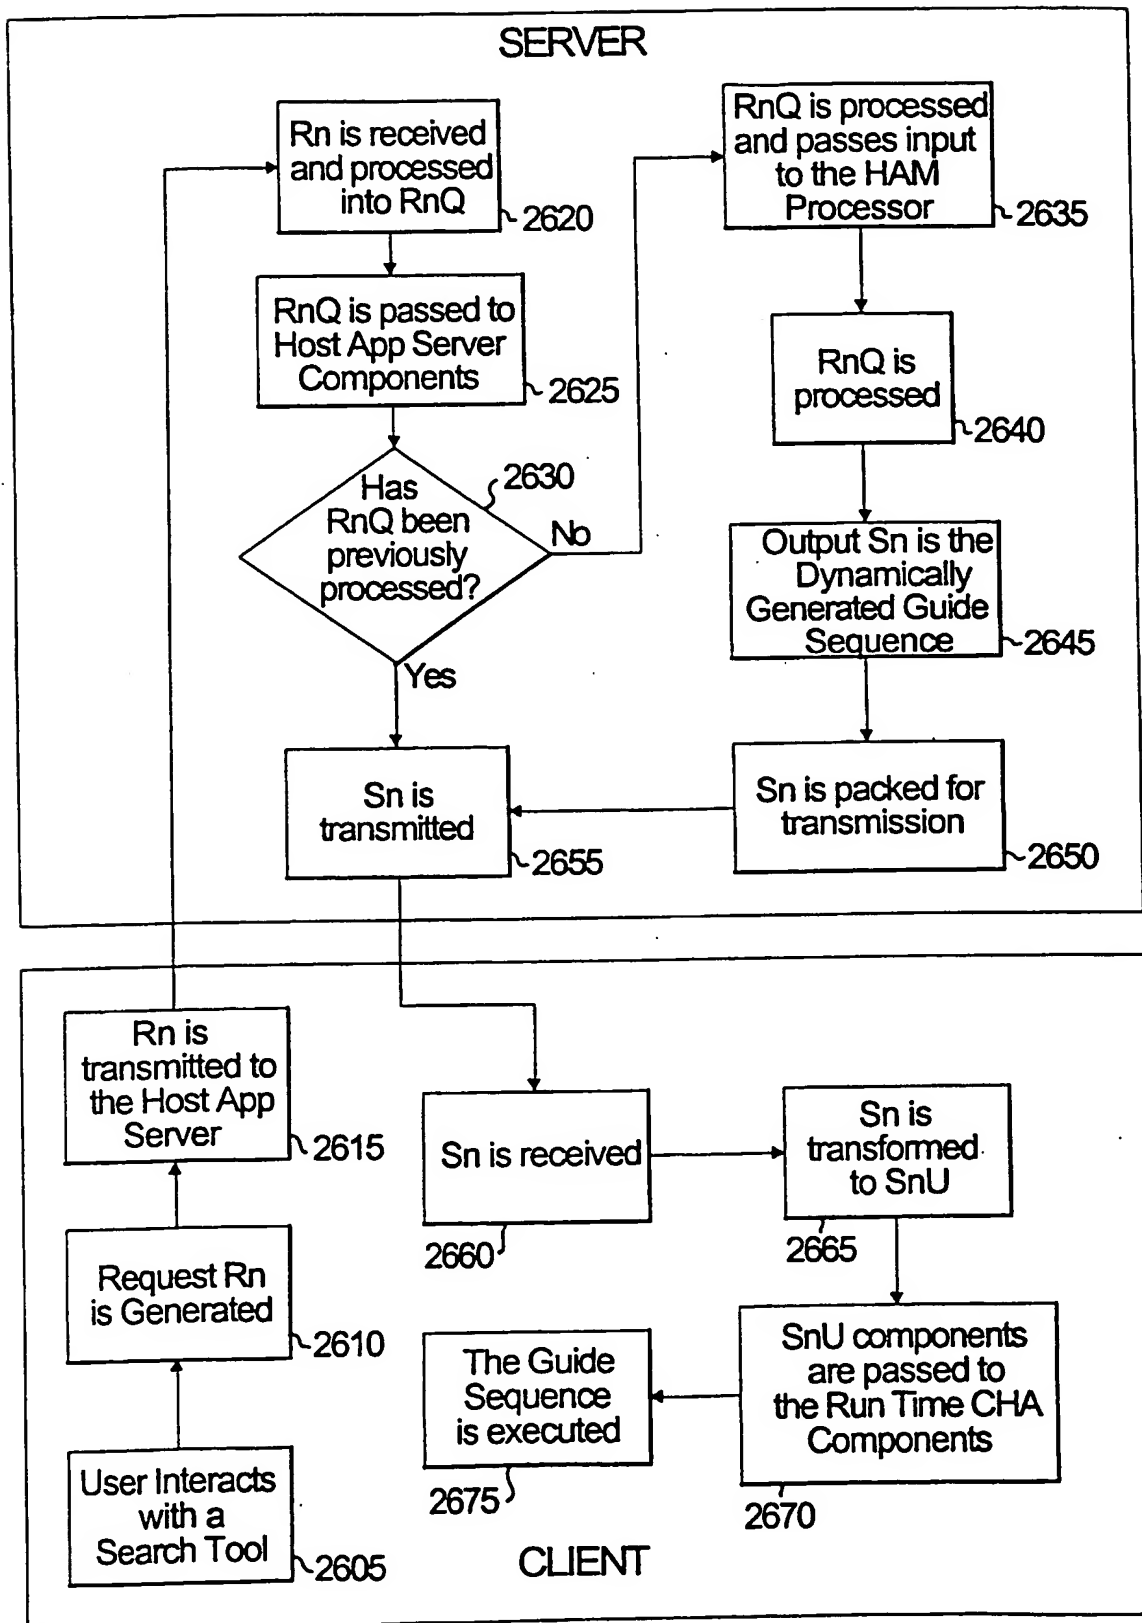 SERVER
Rn is received
and processed
into RnQ
2620
RnQ is passed to
Host App Server
Components
2625
Has
RnQ been
previously
processed?
2630
No
Yes
RnQ is processed
and passes input
to the HAM
Processor
2635
RnQ is
processed
2640
Output Sn is the
Dynamically
Generated Guide
Sequence
2645
Sn is packed for
transmission
2650
Sn is
transmitted
2655
Rn is
transmitted to
the Host App
Server
2615
Request Rn
is Generated
2610
User Interacts
with a
Search Tool
2605
Sn is received
2660
Sn is
transformed
to SnU
2665
SnU components
are passed to
the Run Time CHA
Components
2670
The Guide
Sequence
is executed
2675
CLIENT